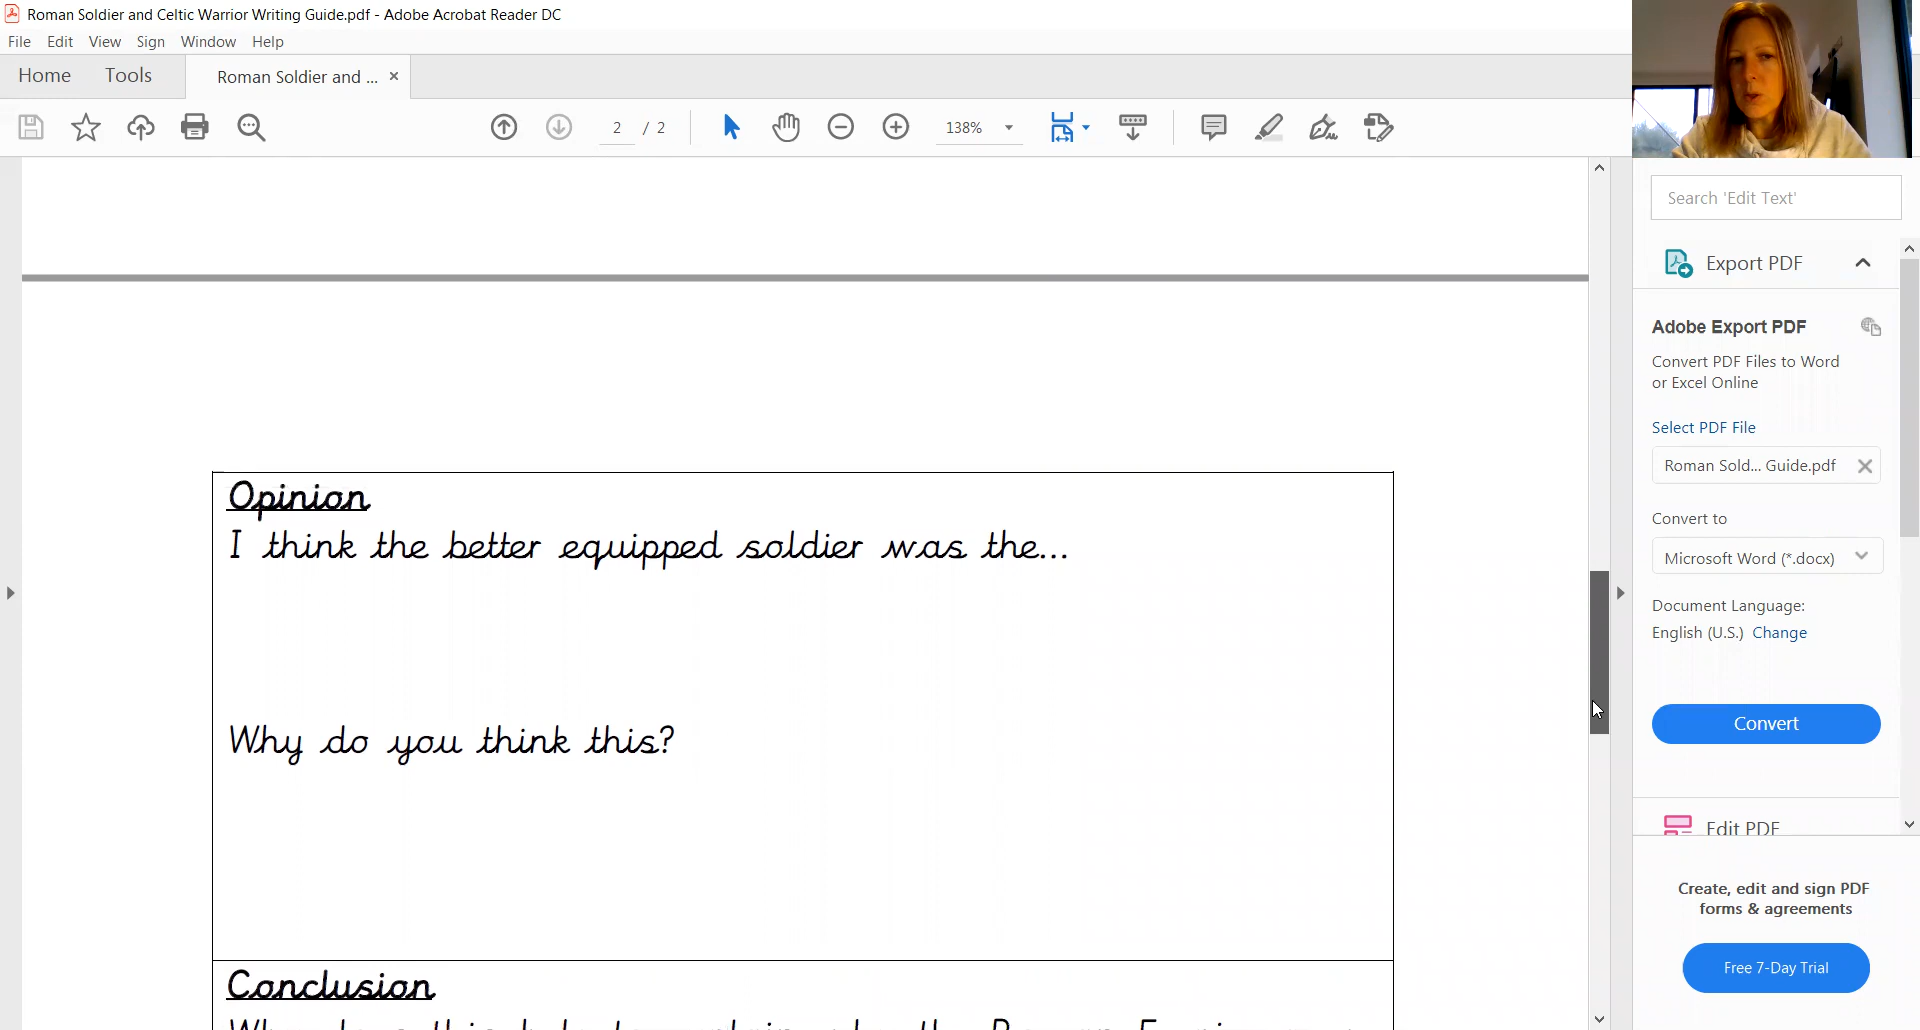 Roman Soldier and Celtic Warrior Writing Guide.pdf - Adobe Acrobat Reader DC
File Edit View Sign Window Help
Home Tools Roman Soldier and ... ×
2 / 2 138%
Search 'Edit Text'
Export PDF
Adobe Export PDF
Convert PDF Files to Word
or Excel Online
Select PDF File
Roman Sold... Guide.pdf
Convert to
Microsoft Word (*.docx)
Document Language:
English (U.S.) Change
Convert
Edit PDF
Create, edit and sign PDF
forms & agreements
Free 7-Day Trial
Opinion
I think the better equipped soldier was the...
Why do you think this?
Conclusion